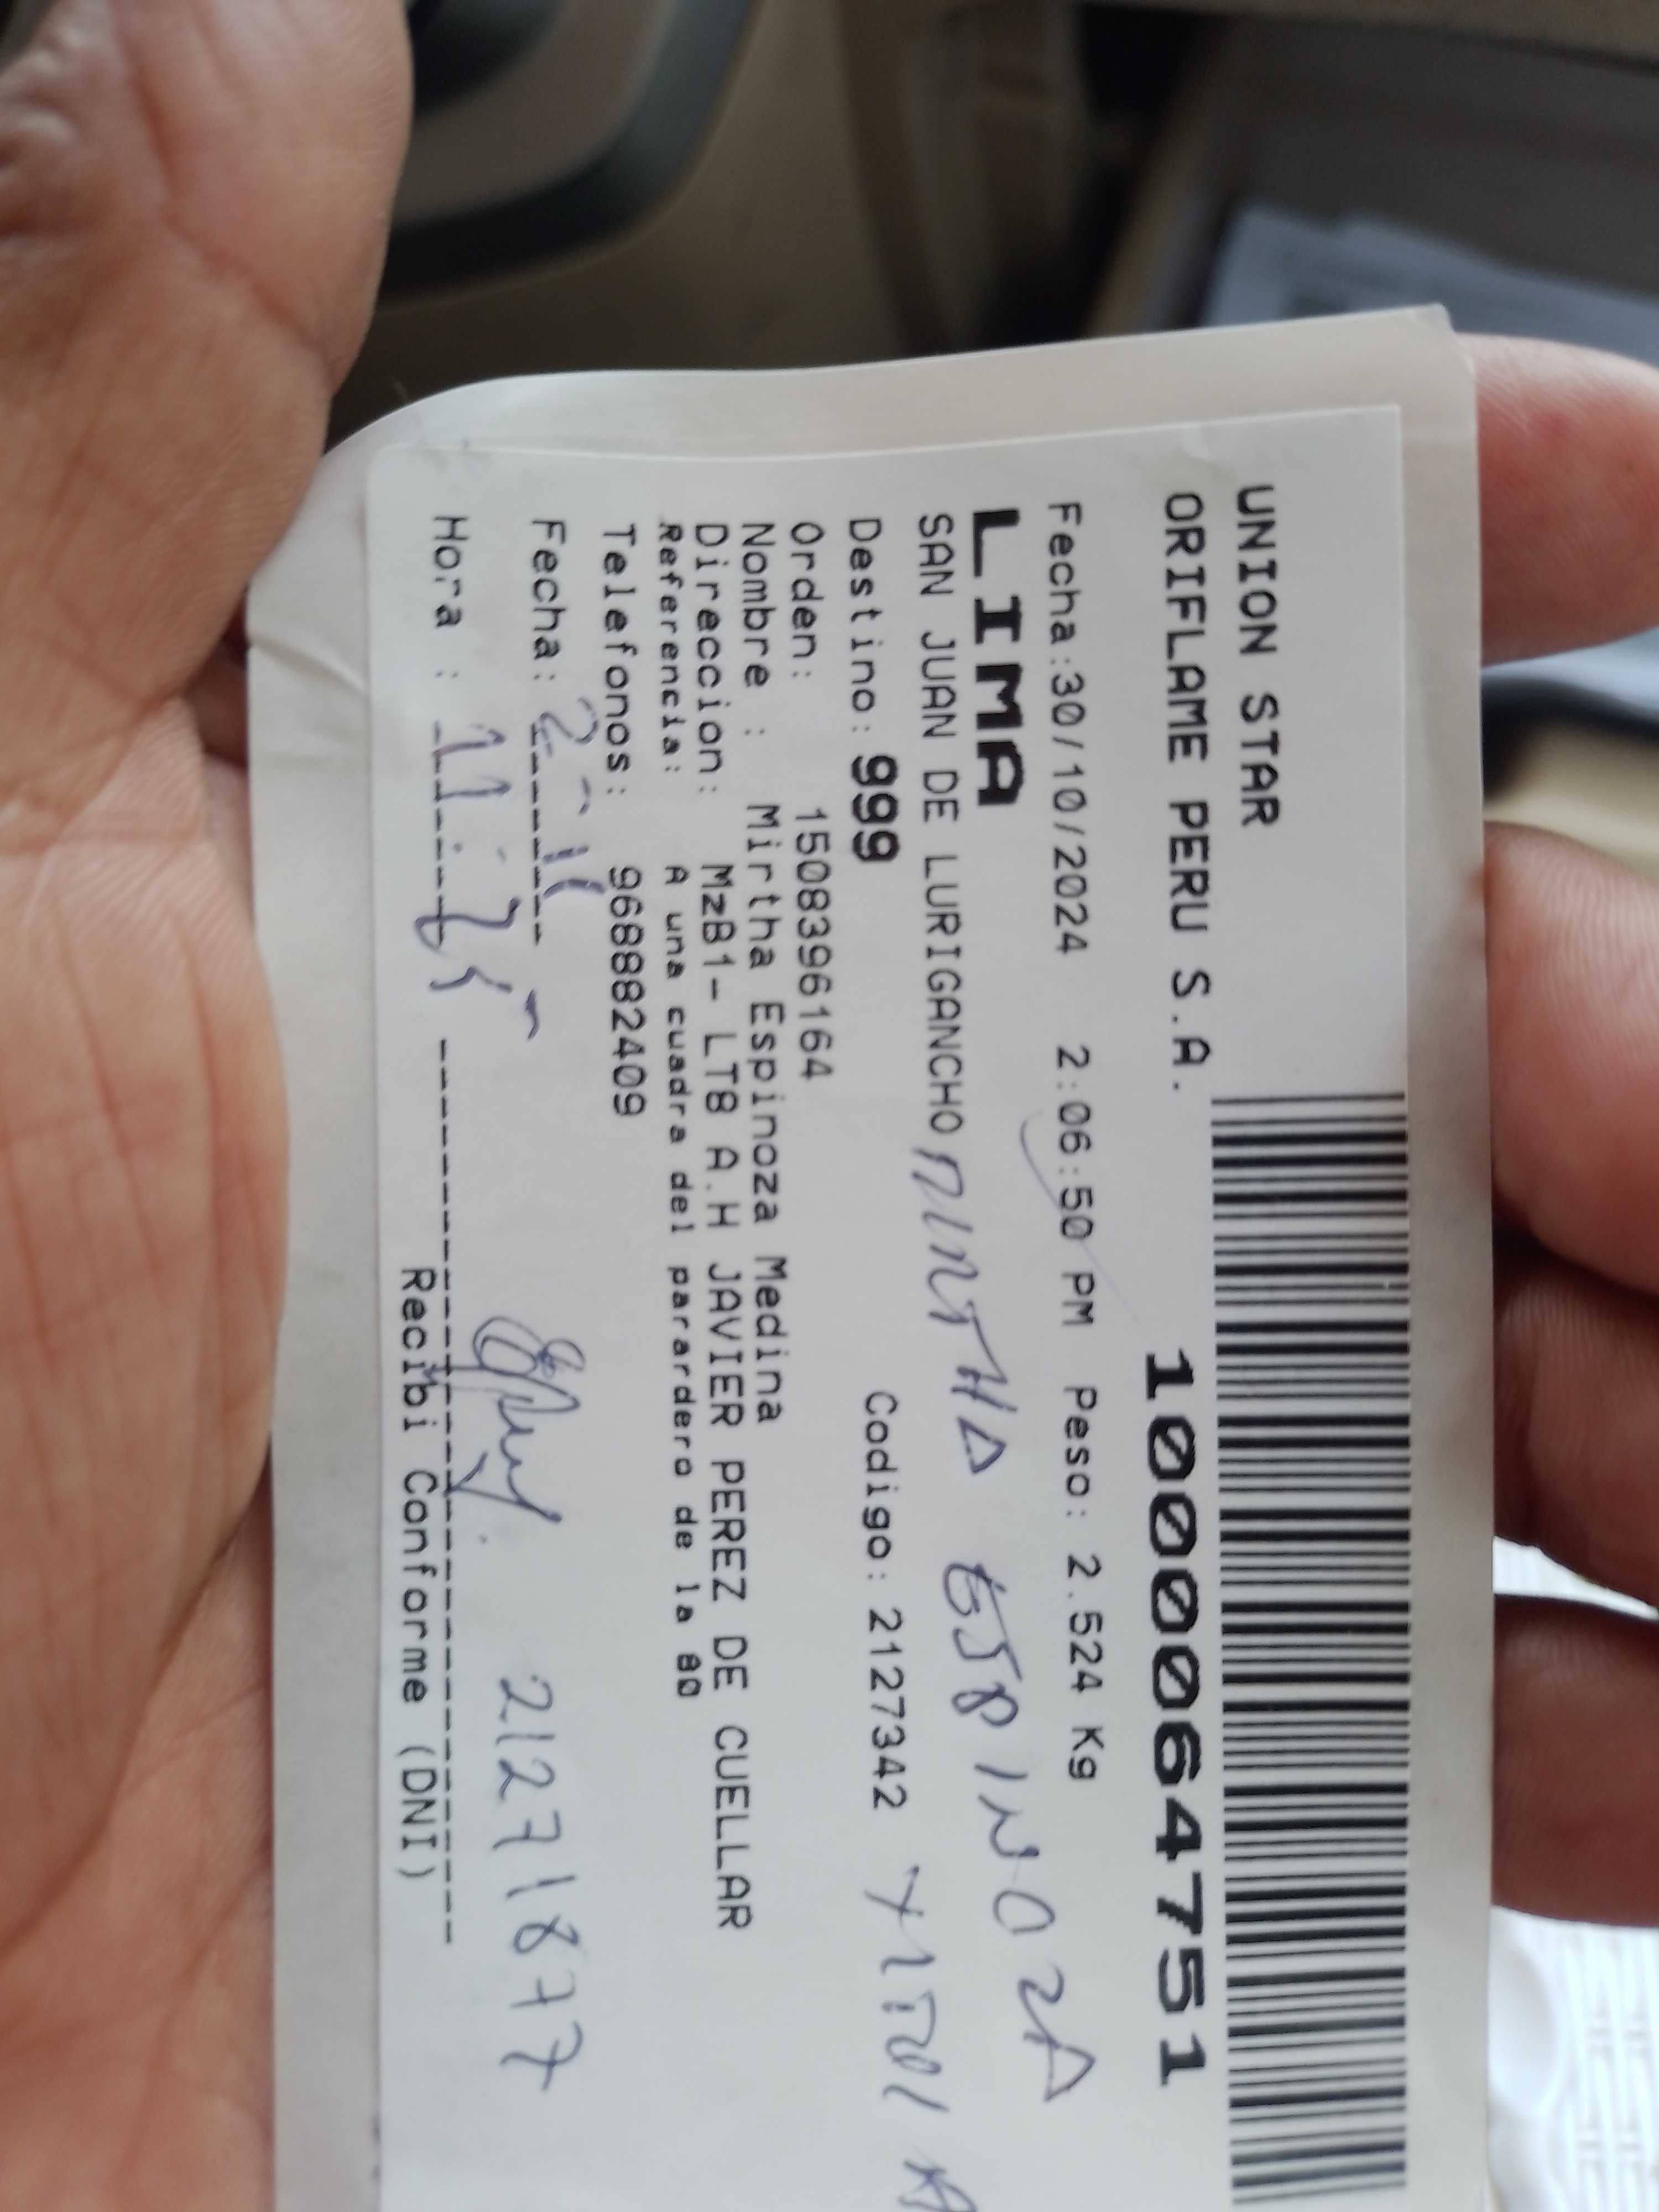 UNION STAR
ORIFLAME PERU S.A. 10000647511
Fecha:30/10/2024 2:06:50 PM Peso: 2.524 Kg
LIMA
SAN JUAN DE LURIGANCHO MIRTHA ESPINOZA
Destino: 999 Codigo: 2127342
Orden: 1508396164
Nombre : Mirtha Espinoza Medina
Direccion: MzB1- LT8 A.H JAVIER PEREZ DE CUELLAR
Referencia: A una cuadra del parardero de la 80
Telefonos: 968882409
Fecha: 21271877
Hora :
Recibi Conforme (DNI)